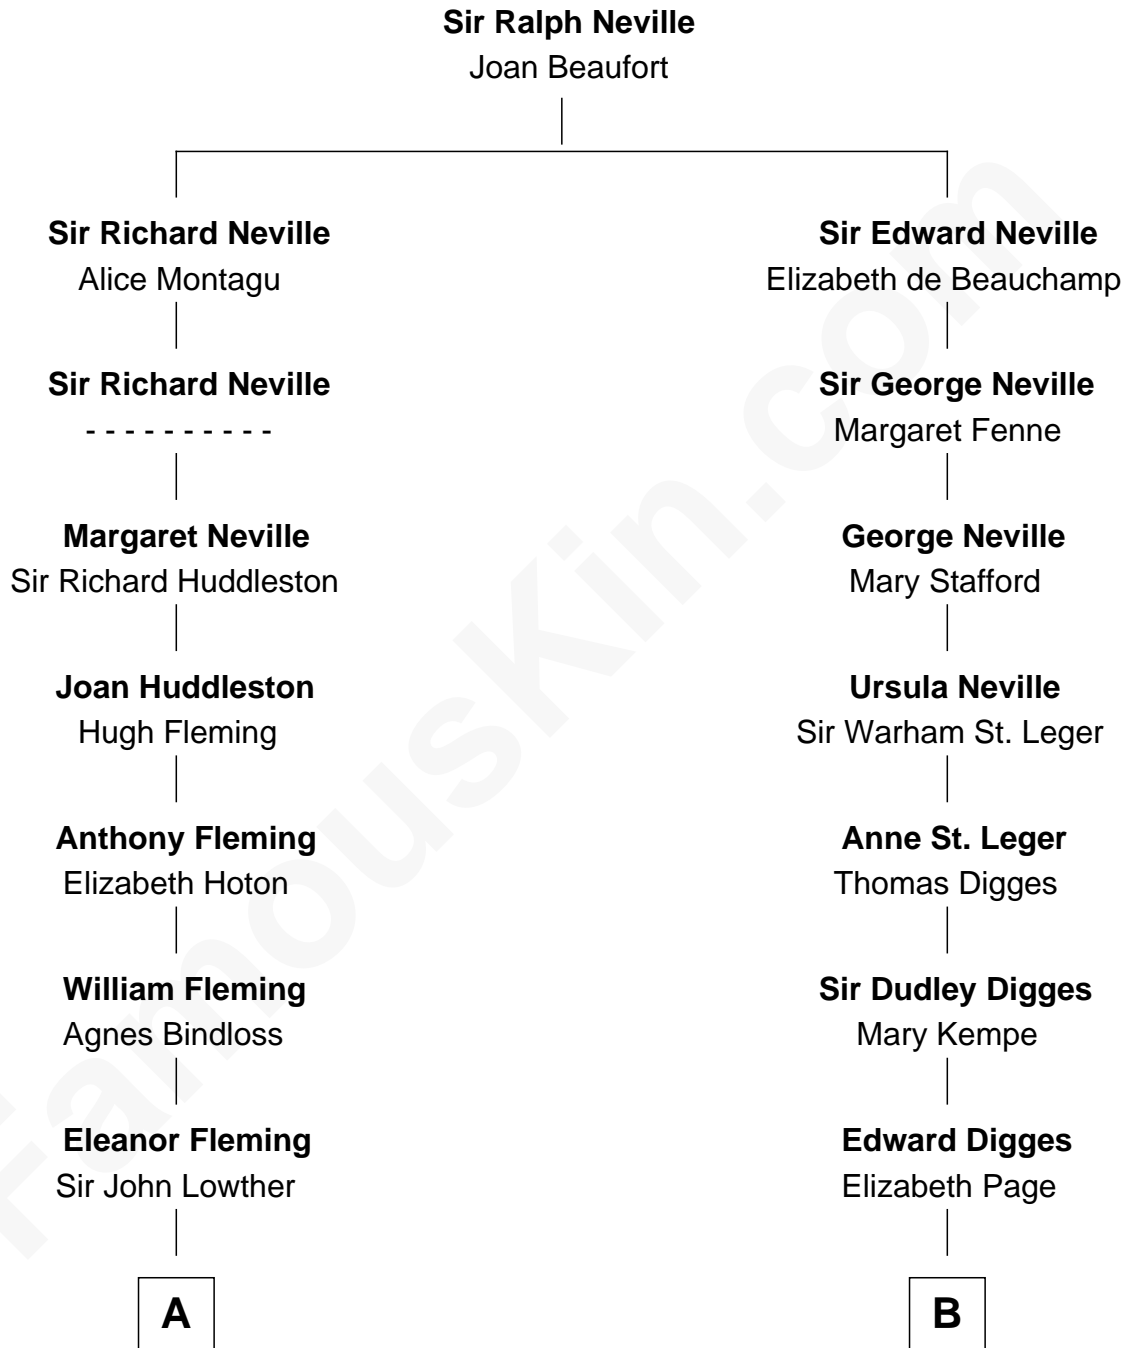 Sir Ralph Neville
Joan Beaufort
Sir Richard Neville
Alice Montagu
Sir Richard Neville
- - - - - - - - - -
Margaret Neville
Sir Richard Huddleston
Joan Huddleston
Hugh Fleming
Anthony Fleming
Elizabeth Hoton
William Fleming
Agnes Bindloss
Eleanor Fleming
Sir John Lowther
A
Sir Edward Neville
Elizabeth de Beauchamp
Sir George Neville
Margaret Fenne
George Neville
Mary Stafford
Ursula Neville
Sir Warham St. Leger
Anne St. Leger
Thomas Digges
Sir Dudley Digges
Mary Kempe
Edward Digges
Elizabeth Page
B
FamousKin.com